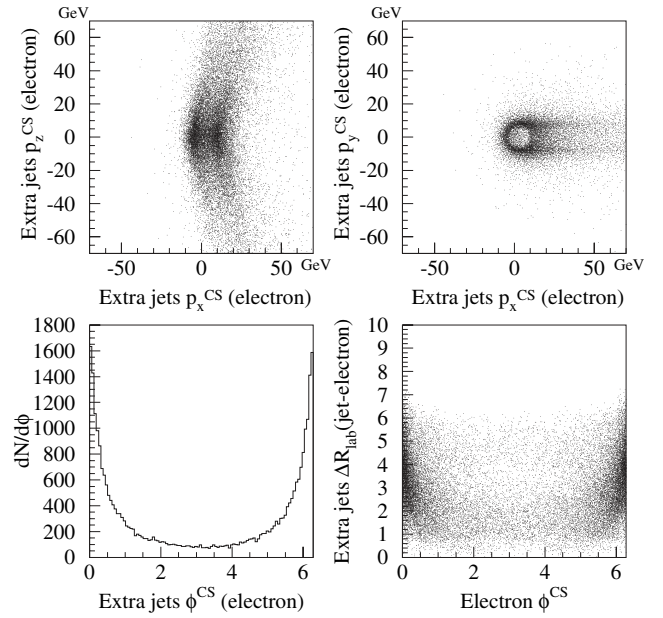 GeV
60
40
20
0
-20
-40
-60
Extra jets p_z^CS (electron)
-50 0 50 GeV
Extra jets p_x^CS (electron)
GeV
60
40
20
0
-20
-40
-60
Extra jets p_y^CS (electron)
-50 0 50 GeV
Extra jets p_x^CS (electron)
1800
1600
1400
1200
1000
800
600
400
200
0
dN/dϕ
0 2 4 6
Extra jets ϕ^CS (electron)
10
9
8
7
6
5
4
3
2
1
0
Extra jets ΔR_lab(jet-electron)
0 2 4 6
Electron ϕ^CS